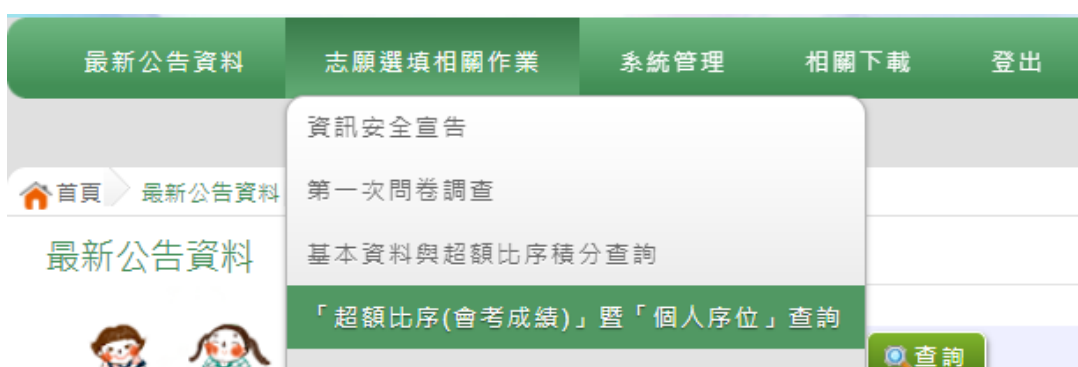 最新公告資料 志願選填相關作業 系統管理 相關下載 登出
資訊安全宣告
首頁 最新公告資料
第一次問卷調查
最新公告資料
基本資料與超額比序積分查詢
「超額比序(會考成績)」暨「個人序位」查詢
查詢